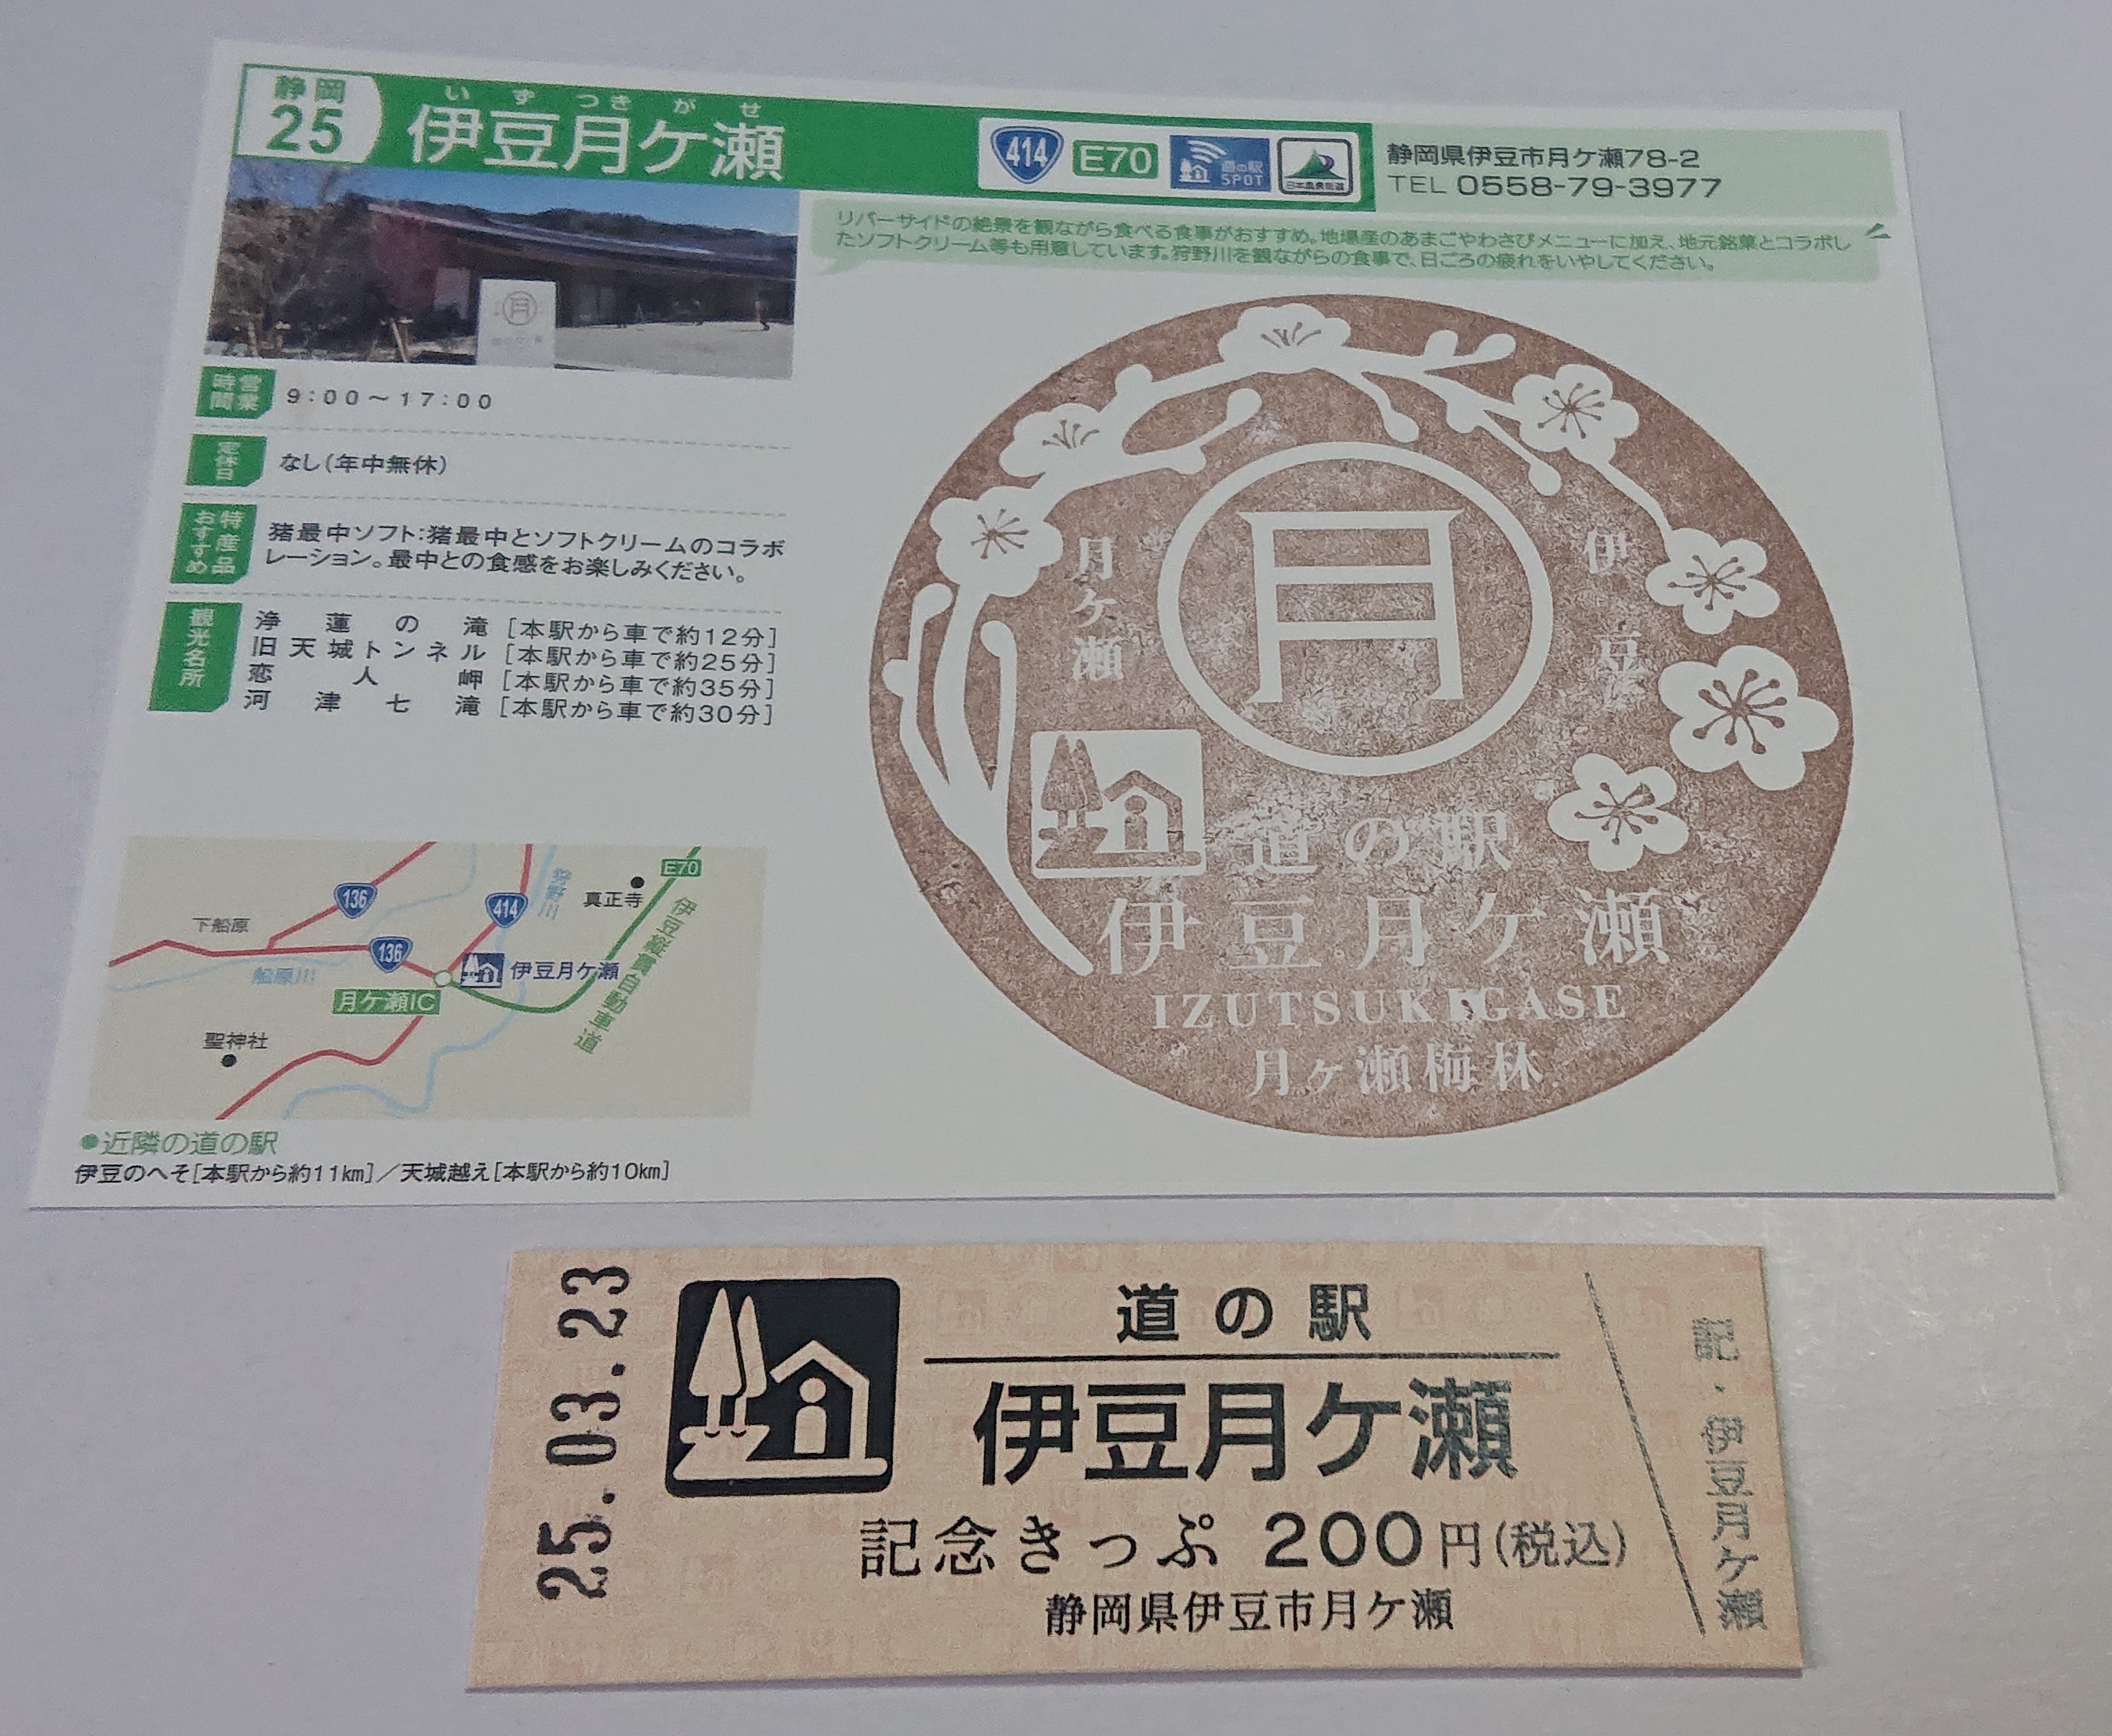 静岡
25
いずつきがせ
伊豆月ケ瀬
414
E70
道の駅
SPOT
日本風景街道
静岡県伊豆市月ケ瀬78-2
TEL 0558-79-3977
リバーサイドの絶景を観ながら食べる食事がおすすめ。地場産のあまごやわさびメニューに加え、地元銘菓とコラボし
たソフトクリーム等も用意しています。狩野川を観ながらの食事で、日ごろの疲れをいやしてください。
月
営業時間
9:00～17:00
定休日
なし(年中無休)
特産品おすすめ
猪最中ソフト:猪最中とソフトクリームのコラボ
レーション。最中との食感をお楽しみください。
観光名所
浄蓮の滝 [本駅から車で約12分]
旧天城トンネル [本駅から車で約25分]
恋人岬 [本駅から車で約35分]
河津七滝 [本駅から車で約30分]
136
414
狩野川
真正寺
E70
下船原
136
船原川
伊豆月ケ瀬
伊豆縦貫自動車道
月ケ瀬IC
聖神社
●近隣の道の駅
伊豆のへそ[本駅から約11km]／天城越え[本駅から約10km]
伊豆
月ケ瀬
月
道の駅
伊豆月ケ瀬
IZUTSUKIGASE
月ヶ瀬梅林
25.03.23
道の駅
伊豆月ケ瀬
記念きっぷ 200円(税込)
静岡県伊豆市月ケ瀬
記・伊豆月ケ瀬